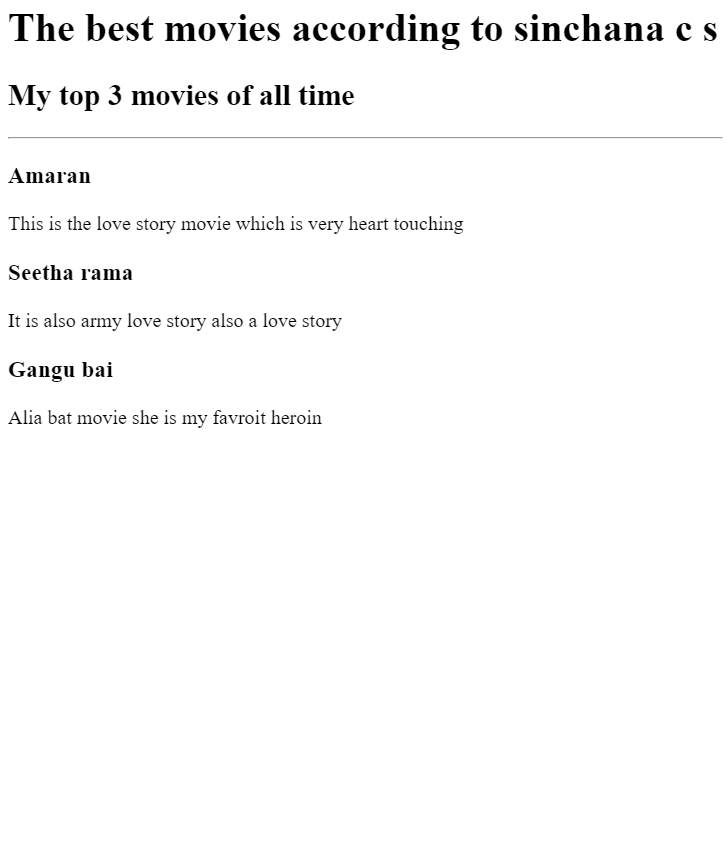 The best movies according to sinchana c s
My top 3 movies of all time
Amaran
This is the love story movie which is very heart touching
Seetha rama
It is also army love story also a love story
Gangu bai
Alia bat movie she is my favroit heroin